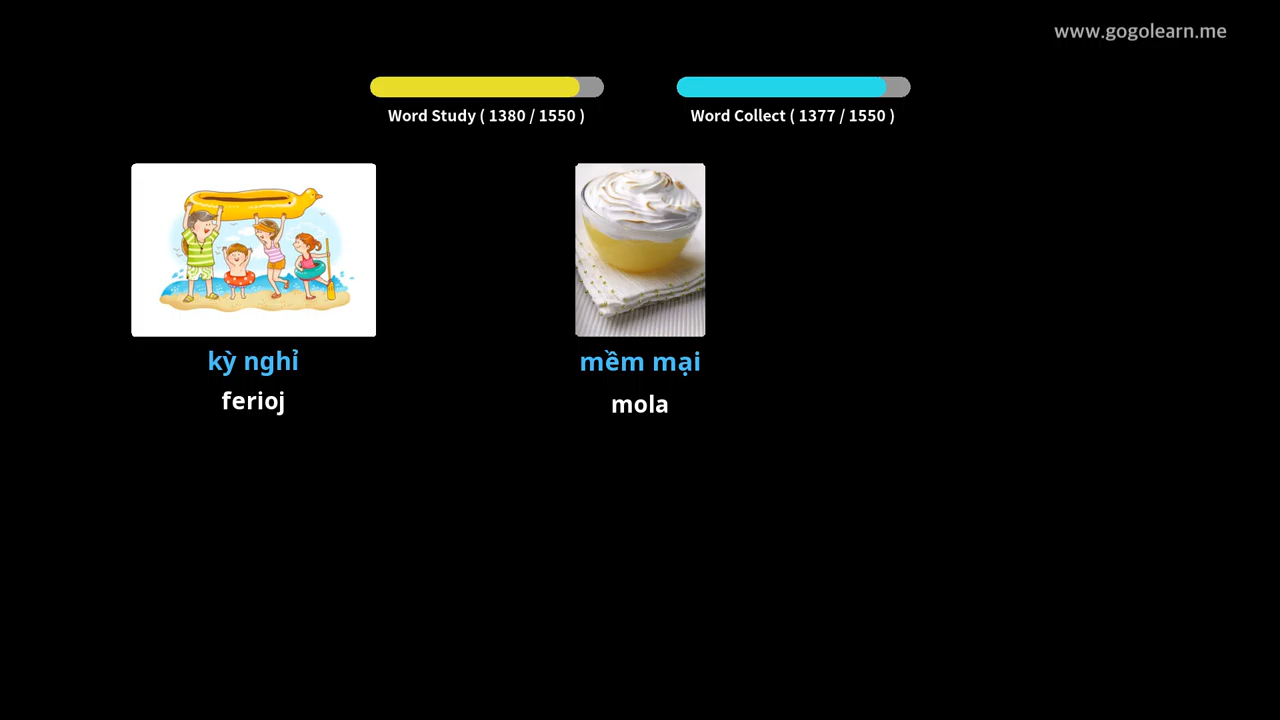 www.gogolearn.me
Word Study ( 1380 / 1550 )
Word Collect ( 1377 / 1550 )
kỳ nghỉ
mềm mại
ferioj
mola